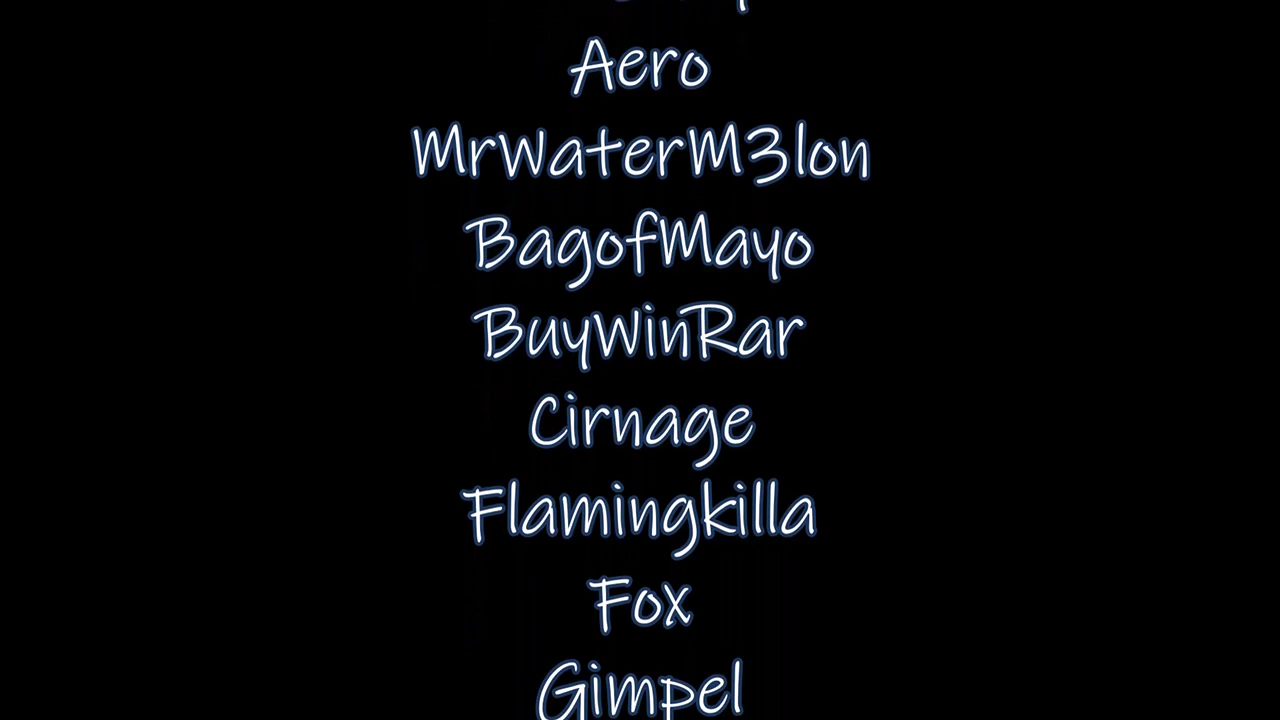 Aero
MrWaterM3lon
BagofMayo
BuyWinRar
Cirnage
Flamingkilla
Fox
Gimpel